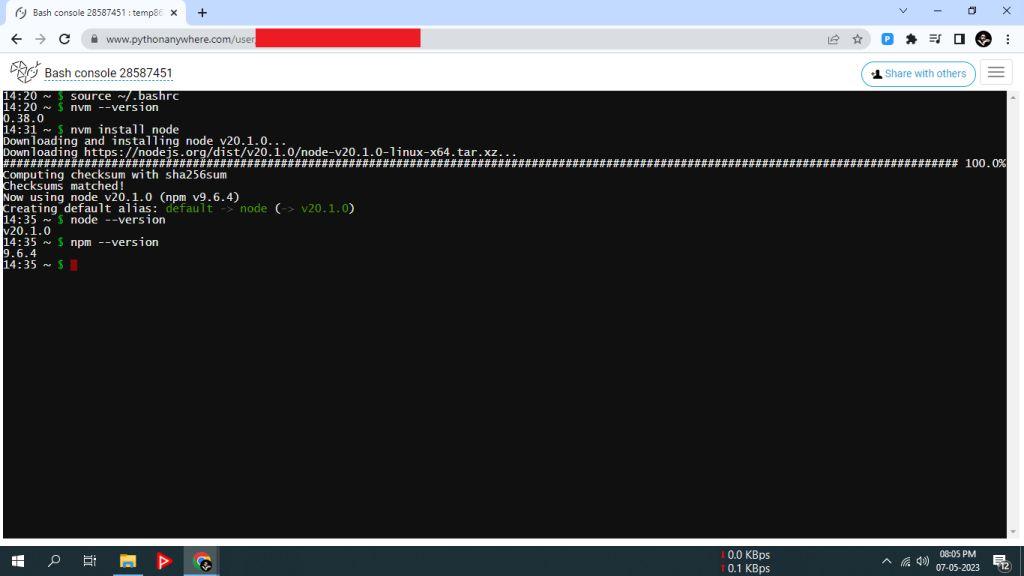 Bash console 28587451 : temp86
www.pythonanywhere.com/user
Bash console 28587451
Share with others
14:20 ~ $ source ~/.bashrc
14:20 ~ $ nvm --version
0.38.0
14:31 ~ $ nvm install node
Downloading and installing node v20.1.0...
Downloading https://nodejs.org/dist/v20.1.0/node-v20.1.0-linux-x64.tar.xz...
############################################################################################################################################# 100.0%
Computing checksum with sha256sum
Checksums matched!
Now using node v20.1.0 (npm v9.6.4)
Creating default alias: default -> node (-> v20.1.0)
14:35 ~ $ node --version
v20.1.0
14:35 ~ $ npm --version
9.6.4
14:35 ~ $
0.0 KBps
0.1 KBps
08:05 PM
07-05-2023
12